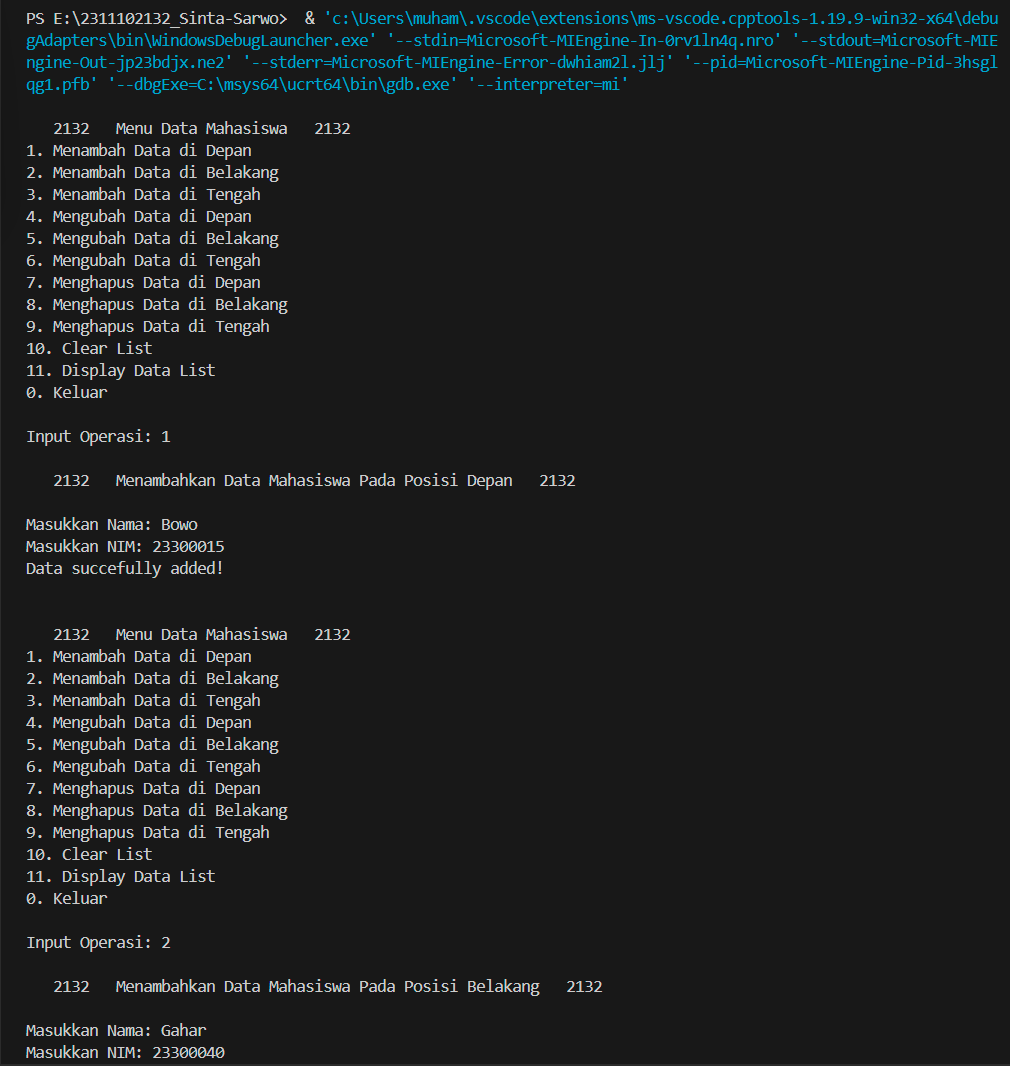 PS E:\2311102132_Sinta-Sarwo>  & 'c:\Users\muham\.vscode\extensions\ms-vscode.cpptools-1.19.9-win32-x64\debu
gAdapters\bin\WindowsDebugLauncher.exe' '--stdin=Microsoft-MIEngine-In-0rv1ln4q.nro' '--stdout=Microsoft-MIE
ngine-Out-jp23bdjx.ne2' '--stderr=Microsoft-MIEngine-Error-dwhiam2l.jlj' '--pid=Microsoft-MIEngine-Pid-3hsgl
qg1.pfb' '--dbgExe=C:\msys64\ucrt64\bin\gdb.exe' '--interpreter=mi'
2132   Menu Data Mahasiswa   2132
1. Menambah Data di Depan
2. Menambah Data di Belakang
3. Menambah Data di Tengah
4. Mengubah Data di Depan
5. Mengubah Data di Belakang
6. Mengubah Data di Tengah
7. Menghapus Data di Depan
8. Menghapus Data di Belakang
9. Menghapus Data di Tengah
10. Clear List
11. Display Data List
0. Keluar
Input Operasi: 1
2132   Menambahkan Data Mahasiswa Pada Posisi Depan   2132
Masukkan Nama: Bowo
Masukkan NIM: 23300015
Data succefully added!
2132   Menu Data Mahasiswa   2132
1. Menambah Data di Depan
2. Menambah Data di Belakang
3. Menambah Data di Tengah
4. Mengubah Data di Depan
5. Mengubah Data di Belakang
6. Mengubah Data di Tengah
7. Menghapus Data di Depan
8. Menghapus Data di Belakang
9. Menghapus Data di Tengah
10. Clear List
11. Display Data List
0. Keluar
Input Operasi: 2
2132   Menambahkan Data Mahasiswa Pada Posisi Belakang   2132
Masukkan Nama: Gahar
Masukkan NIM: 23300040